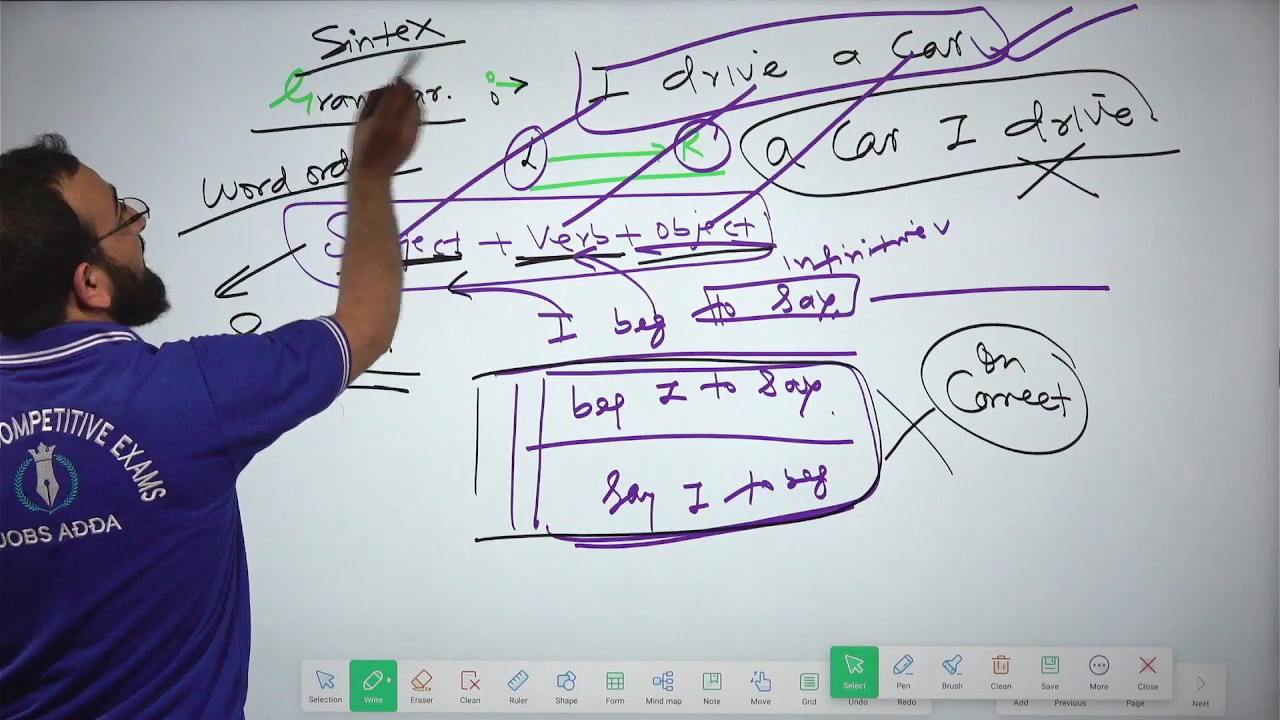 Sintex
I drive a Car
a Car I drive
L R
Word
+ Verb + object
infinitiv
I beg to Say.
beg I to Say.
Say I to beg
In
Correct
COMPETITIVE EXAMS
JOBS ADDA
Selection Write Eraser Clean Ruler Shape Form Mind map Note Move Grid Undo Redo Add Previous Page Next
Select Pen Brush Clean Save More Close